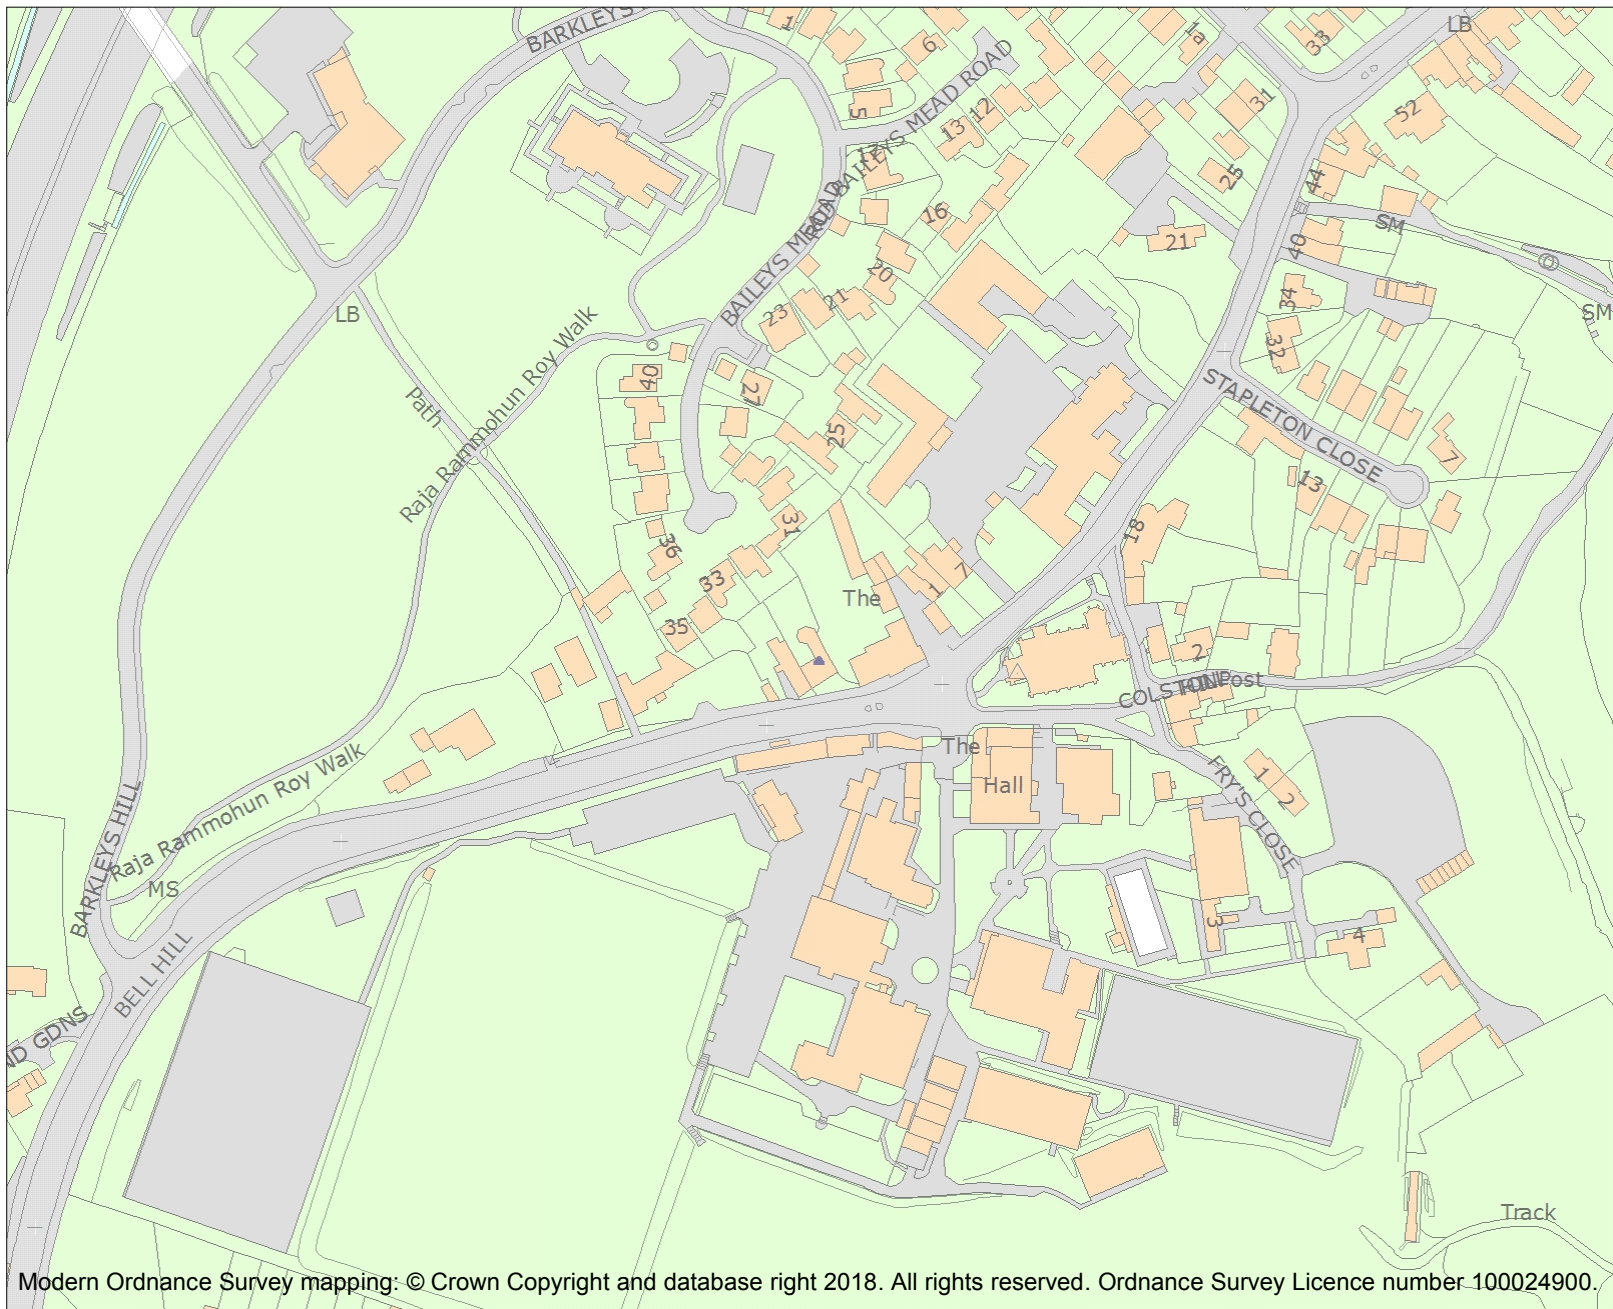 BARKLEYS
1
6
1a
33
LB
BAILEYS MEAD ROAD
5
13
12
31
52
17
25
44
16
21
40
SM
BAILEYS MEAD
ROAD
20
34
SM
LB
23
21
32
Raja Rammohun Roy Walk
Path
40
27
STAPLETON CLOSE
25
7
13
31
18
36
33
7
The
1
35
2
COLSTON
HILL
Post
The
Hall
FRY'S CLOSE
1
2
Raja Rammohun Roy Walk
BARKLEYS HILL
MS
3
4
BELL HILL
ND GDNS
Track
Modern Ordnance Survey mapping: © Crown Copyright and database right 2018. All rights reserved. Ordnance Survey Licence number 100024900.